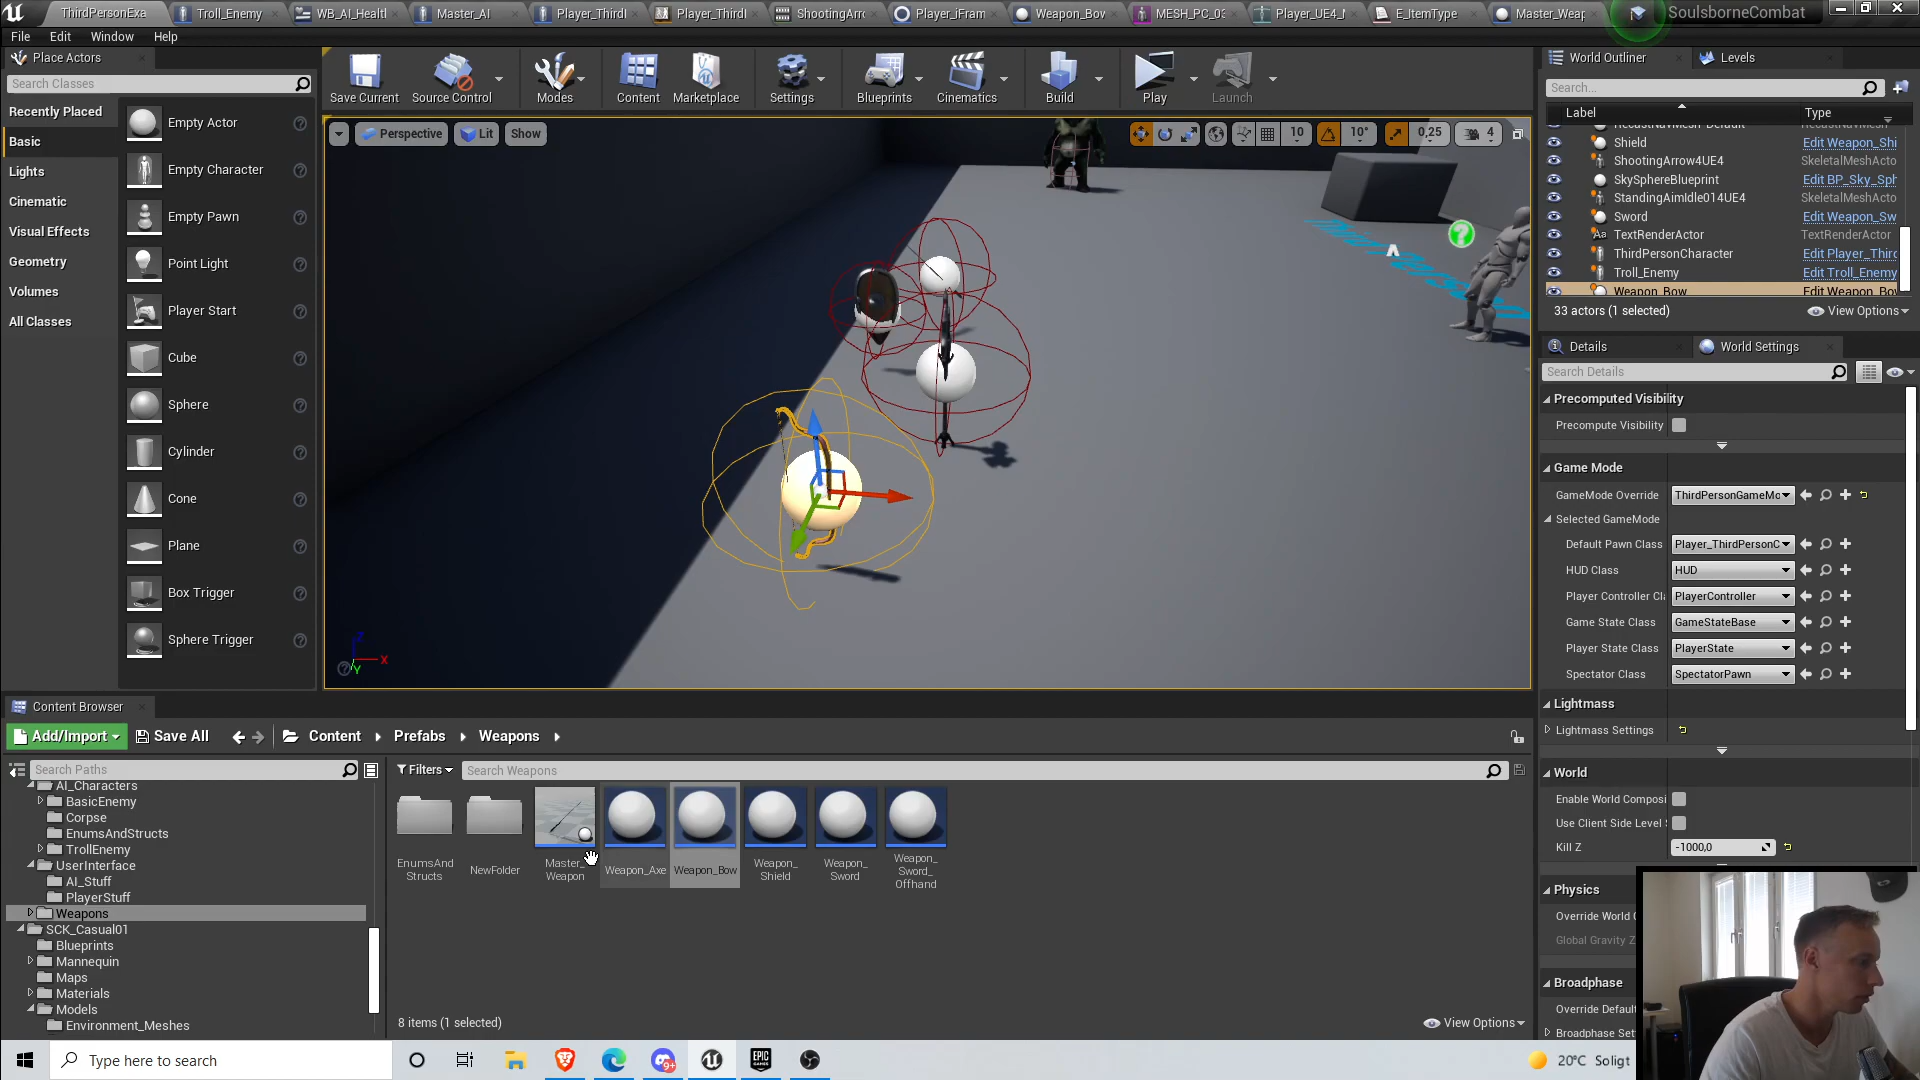 ThirdPersonExa
Troll_Enemy
WB_AI_Healtl
Master_AI
Player_Thirdl
Player_Thirdl
ShootingArrc
Player_iFram
Weapon_Bov
MESH_PC_03
Player_UE4_M
E_ItemType
Master_Weap
SoulsborneCombat
File Edit Window Help
Place Actors
Search Classes
Recently Placed
Basic
Lights
Cinematic
Visual Effects
Geometry
Volumes
All Classes
Empty Actor
Empty Character
Empty Pawn
Point Light
Player Start
Cube
Sphere
Cylinder
Cone
Plane
Box Trigger
Sphere Trigger
Save Current
Source Control
Modes
Content
Marketplace
Settings
Blueprints
Cinematics
Build
Play
Launch
Perspective
Lit
Show
10
10°
0,25
4
Z
X
Y
World Outliner
Levels
Search...
Label
Type
Shield Edit Weapon_Shi
ShootingArrow4UE4 SkeletalMeshActo
SkySphereBlueprint Edit BP_Sky_Sph
StandingAimIdle014UE4 SkeletalMeshActo
Sword Edit Weapon_Sw
TextRenderActor TextRenderActor
ThirdPersonCharacter Edit Player_Third
Troll_Enemy Edit Troll_Enemy
Weapon_Bow Edit Weapon_Bov
33 actors (1 selected)
View Options
Details
World Settings
Search Details
Precomputed Visibility
Precompute Visibility
Game Mode
GameMode Override ThirdPersonGameMo
Selected GameMode
Default Pawn Class Player_ThirdPersonC
HUD Class HUD
Player Controller Cl PlayerController
Game State Class GameStateBase
Player State Class PlayerState
Spectator Class SpectatorPawn
Lightmass
Lightmass Settings
World
Enable World Composi
Use Client Side Level S
Kill Z -1000,0
Physics
Override World G
Global Gravity Z
Broadphase
Override Default
Broadphase Set
Content Browser
Add/Import
Save All
Content
Prefabs
Weapons
Search Paths
Filters
Search Weapons
AI_Characters
BasicEnemy
Corpse
EnumsAndStructs
TrollEnemy
UserInterface
AI_Stuff
PlayerStuff
Weapons
SCK_Casual01
Blueprints
Mannequin
Maps
Materials
Models
Environment_Meshes
EnumsAnd
Structs
NewFolder
Master_
Weapon
Weapon_Axe
Weapon_Bow
Weapon_
Shield
Weapon_
Sword
Weapon_
Sword_
Offhand
8 items (1 selected)
View Options
Type here to search
EPIC
GAMES
20°C Soligt